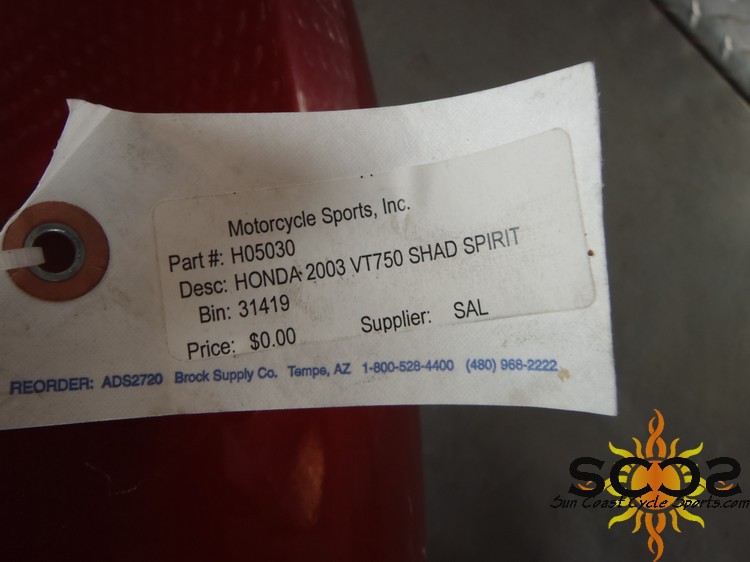 Motorcycle Sports, Inc.
Part #: H05030
Desc: HONDA 2003 VT750 SHAD SPIRIT
Bin: 31419
Price: $0.00 Supplier: SAL
REORDER: ADS2720 Brock Supply Co. Tempe, AZ 1-800-528-4400 (480) 968-2222
SCCS
Sun Coast Cycle Sports.com